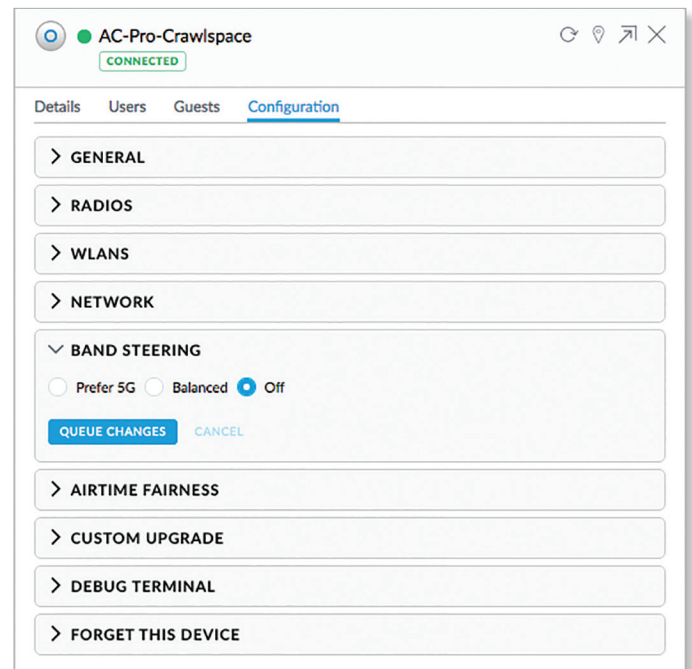 AC-Pro-Crawlspace
CONNECTED
Details Users Guests Configuration
GENERAL
RADIOS
WLANS
NETWORK
BAND STEERING
Prefer 5G Balanced Off
QUEUE CHANGES CANCEL
AIRTIME FAIRNESS
CUSTOM UPGRADE
DEBUG TERMINAL
FORGET THIS DEVICE